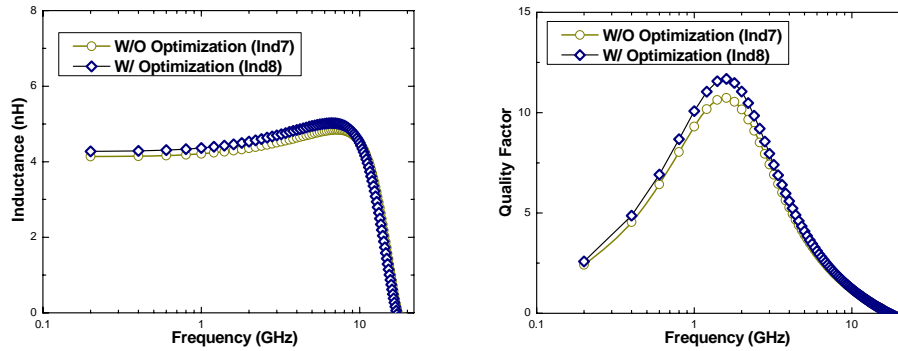 8
6
4
2
0
Inductance (nH)
W/O Optimization (Ind7)
W/ Optimization (Ind8)
0.1
1
10
Frequency (GHz)
15
10
5
0
Quality Factor
W/O Optimization (Ind7)
W/ Optimization (Ind8)
0.1
1
10
Frequency (GHz)